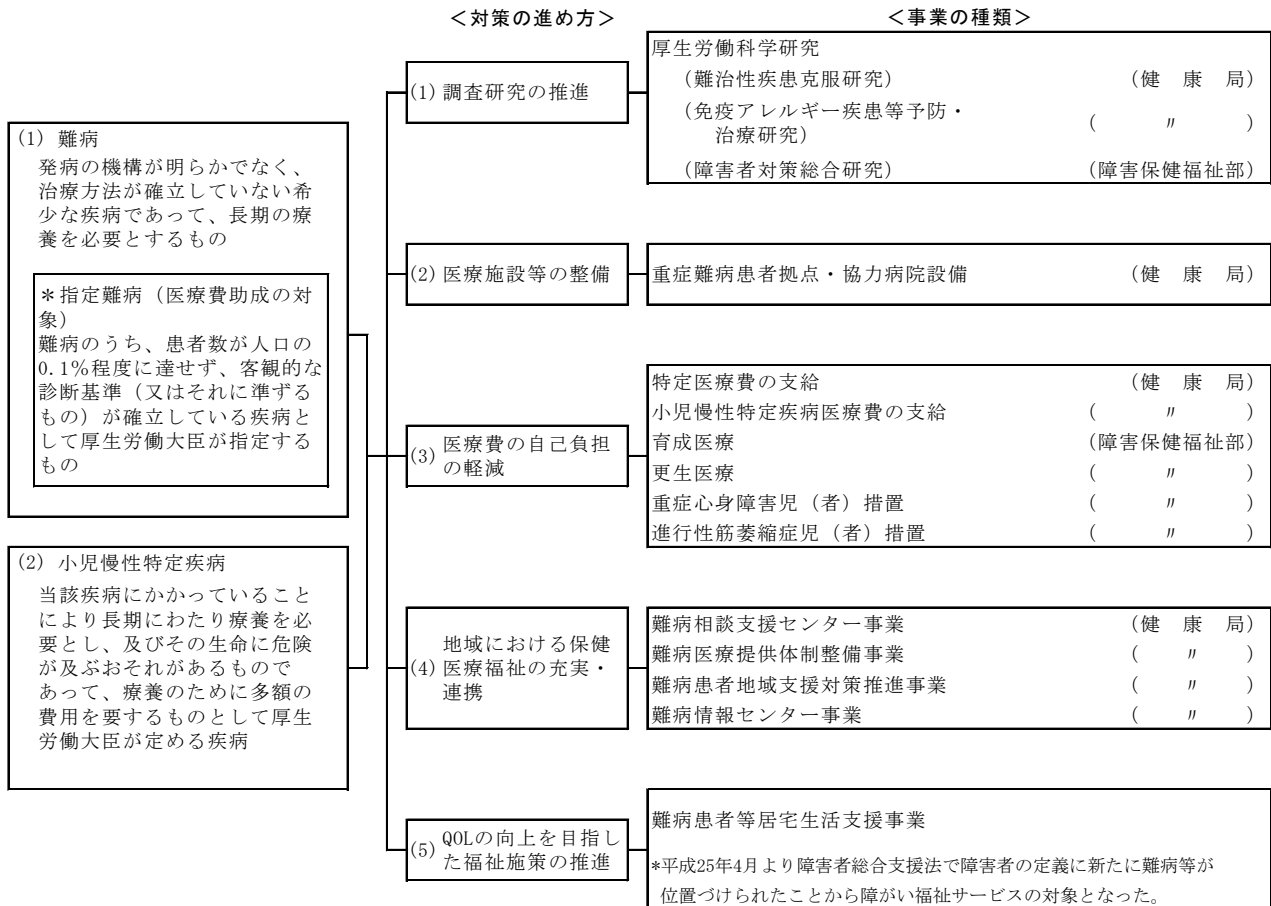 ＜対策の進め方＞
＜事業の種類＞
(1) 難病
発病の機構が明らかでなく、
治療方法が確立していない希
少な疾病であって、長期の療
養を必要とするもの
＊指定難病（医療費助成の対
象）
難病のうち、患者数が人口の
0.1％程度に達せず、客観的な
診断基準（又はそれに準ずる
もの）が確立している疾病と
して厚生労働大臣が指定する
もの
(2) 小児慢性特定疾病
当該疾病にかかっていること
により長期にわたり療養を必
要とし、及びその生命に危険
が及ぶおそれがあるもので
あって、療養のために多額の
費用を要するものとして厚生
労働大臣が定める疾病
(1) 調査研究の推進
厚生労働科学研究
（難治性疾患克服研究） （健 康 局）
（免疫アレルギー疾患等予防・
治療研究） （ 〃 ）
（障害者対策総合研究） （障害保健福祉部）
(2) 医療施設等の整備
重症難病患者拠点・協力病院設備 （健 康 局）
(3) 医療費の自己負担
の軽減
特定医療費の支給 （健 康 局）
小児慢性特定疾病医療費の支給 （ 〃 ）
育成医療 （障害保健福祉部）
更生医療 （ 〃 ）
重症心身障害児（者）措置 （ 〃 ）
進行性筋萎縮症児（者）措置 （ 〃 ）
地域における保健
(4) 医療福祉の充実・
連携
難病相談支援センター事業 （健 康 局）
難病医療提供体制整備事業 （ 〃 ）
難病患者地域支援対策推進事業 （ 〃 ）
難病情報センター事業 （ 〃 ）
(5) QOLの向上を目指し
た福祉施策の推進
難病患者等居宅生活支援事業
*平成25年4月より障害者総合支援法で障害者の定義に新たに難病等が
位置づけられたことから障がい福祉サービスの対象となった。